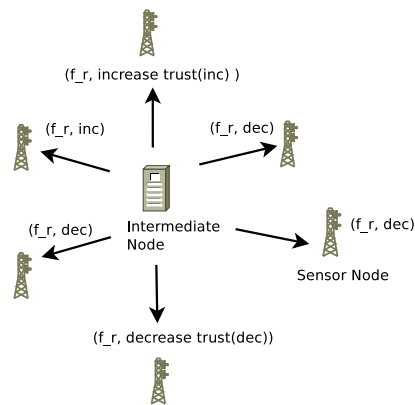 (f_r, increase trust(inc) )
(f_r, inc)
(f_r, dec)
(f_r, dec)
Intermediate
Node
(f_r, dec)
Sensor Node
(f_r, decrease trust(dec))